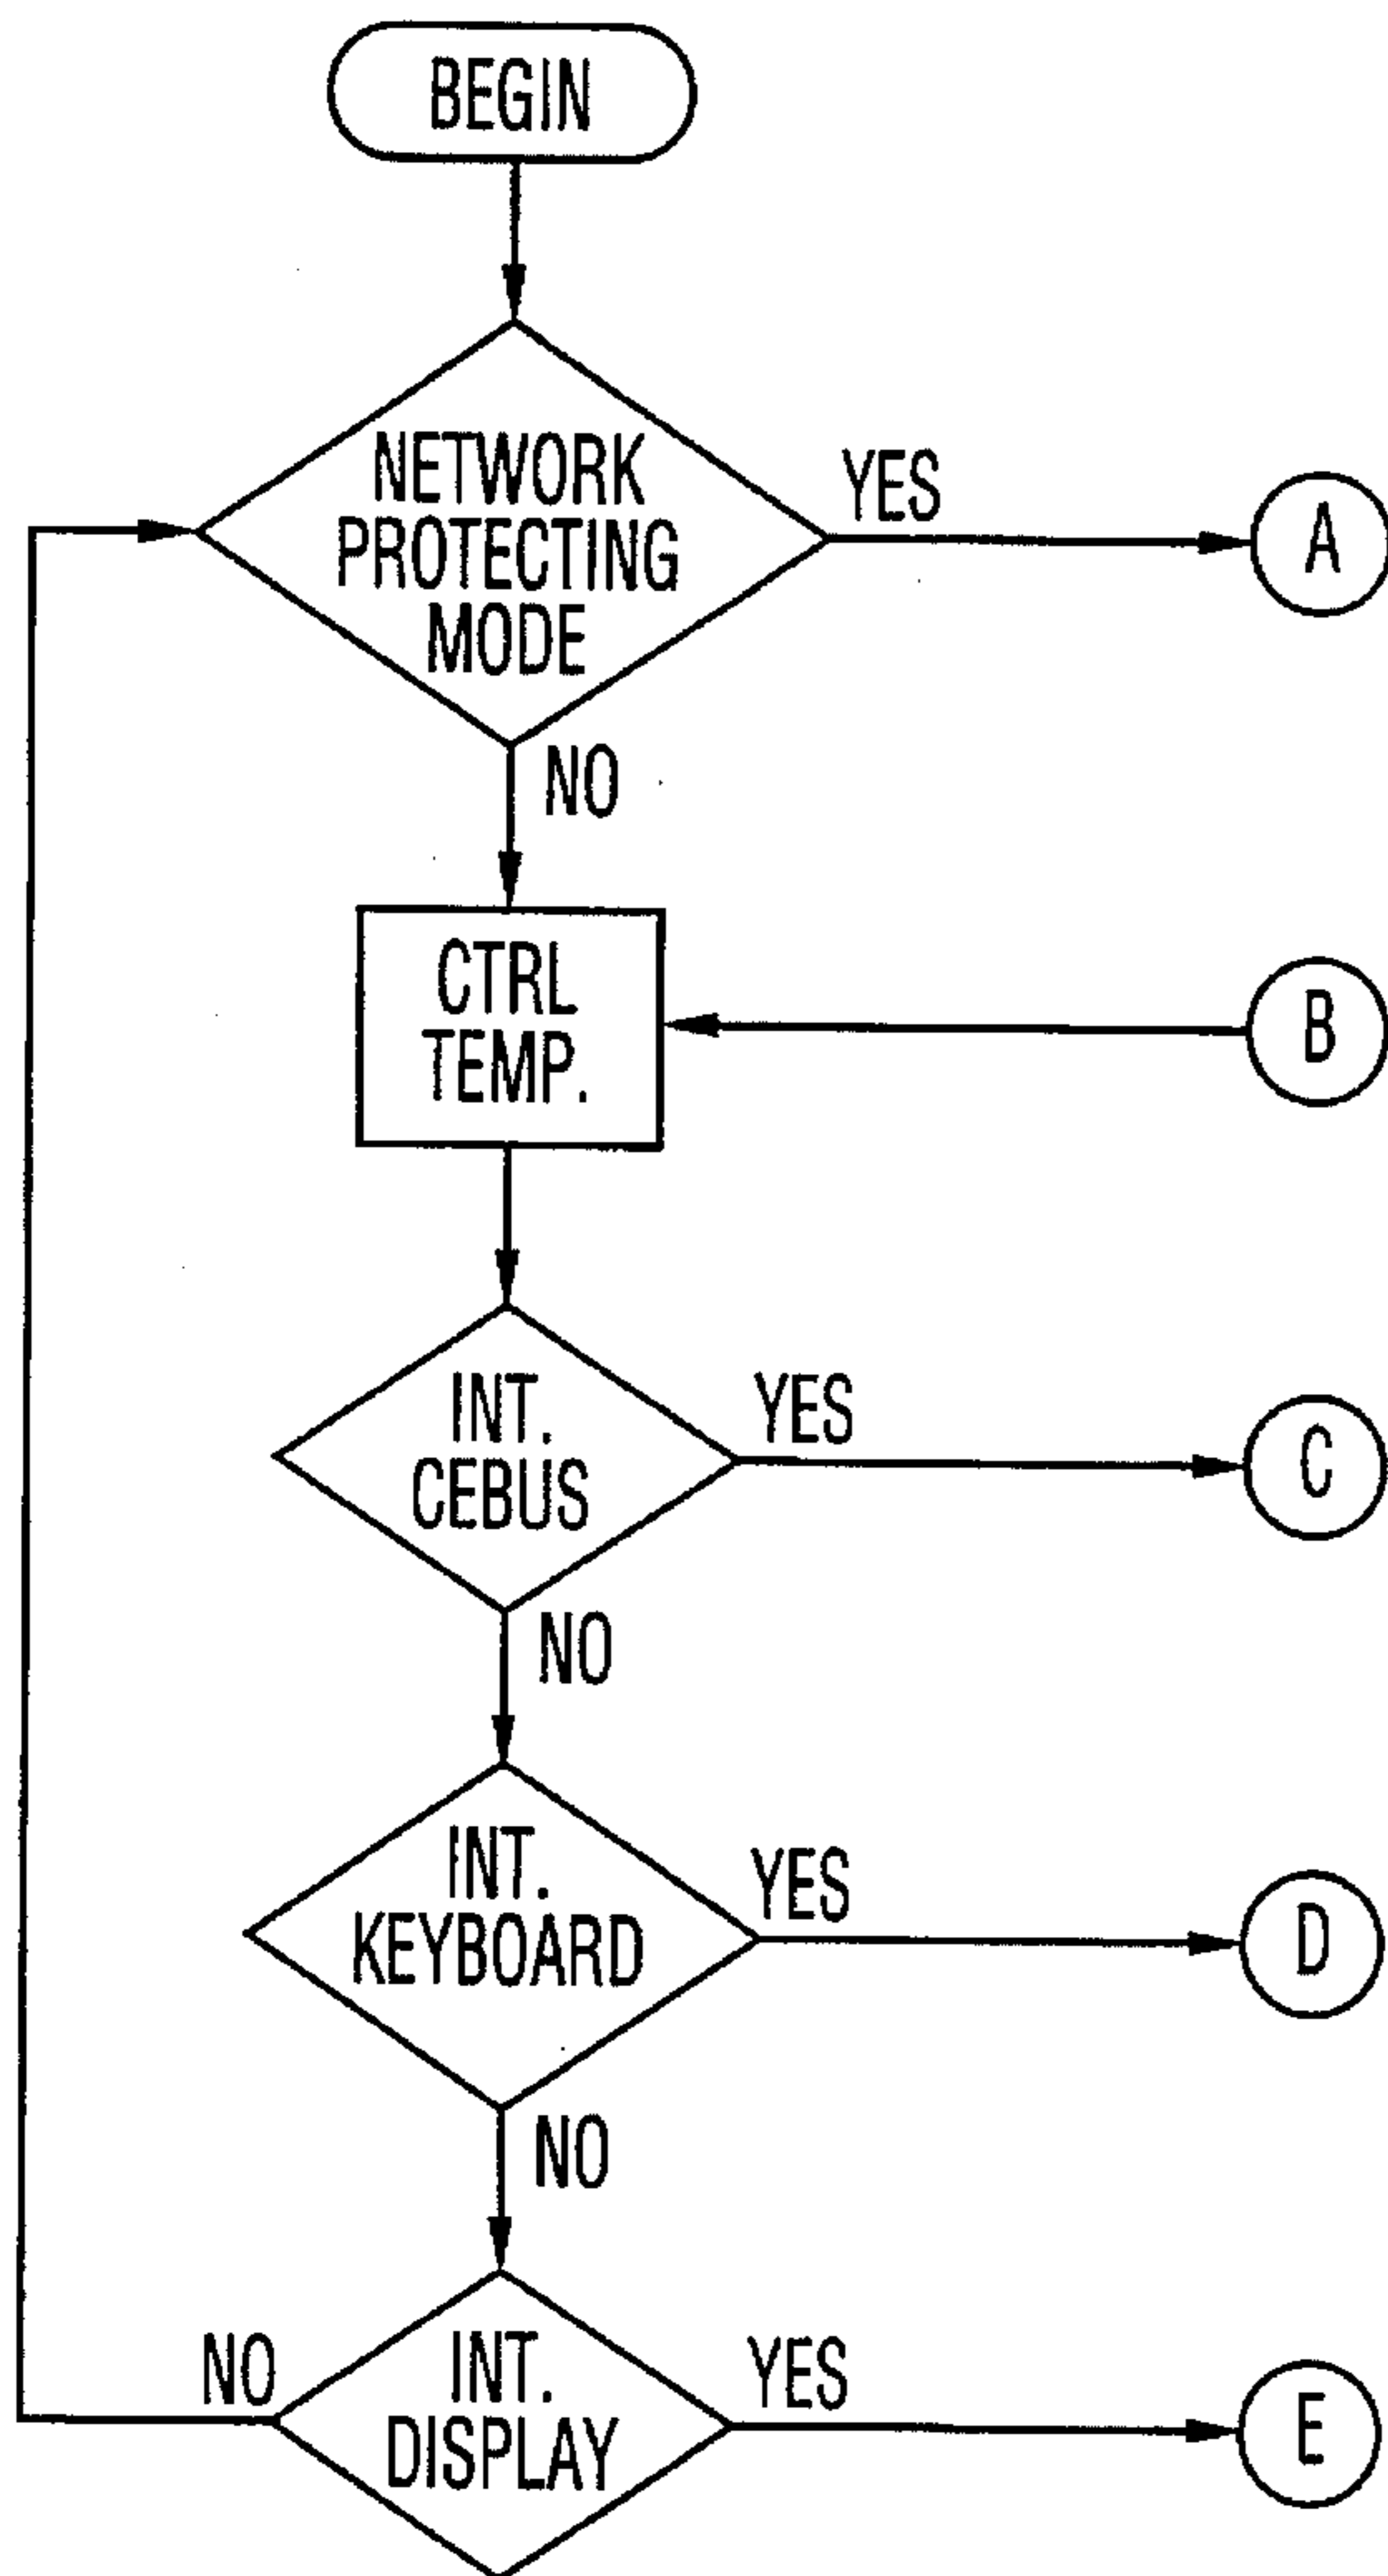 BEGIN
NETWORK
PROTECTING
MODE
YES
A
NO
CTRL
TEMP.
B
INT.
CEBUS
YES
C
NO
INT.
KEYBOARD
YES
D
NO
INT.
DISPLAY
NO
YES
E